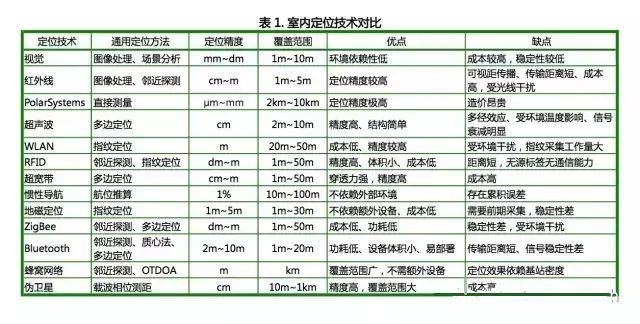 表 1. 室内定位技术对比
定位技术 通用定位方法 定位精度 覆盖范围 优点 缺点
视觉 图像处理、场景分析 mm~dm 1m~10m 环境依赖性低 成本较高，稳定性较低
红外线 图像处理、邻近探测 cm~m 1m~5m 定位精度较高 可视距传播、传输距离短、成本
高，受光线干扰
PolarSystems 直接测量 μm~mm 2km~10km 定位精度极高 造价昂贵
超声波 多边定位 cm 2m~10m 精度高、结构简单 多径效应、受环境温度影响、信号
衰减明显
WLAN 指纹定位 m 20m~50m 成本低、精度较高 受环境干扰，指纹采集工作量大
RFID 邻近探测、指纹定位 dm~m 1m~50m 精度高、体积小、成本低 距离短，无源标签无通信能力
超宽带 多边定位 cm~m 1m~50m 穿透力强，精度高 成本高
惯性导航 航位推算 1% 10m~100m 不依赖外部环境 存在累积误差
地磁定位 指纹定位 1m~5m 1m~30m 不依赖额外设备、成本低 需要前期采集，稳定性差
ZigBee 邻近探测、多边定位 dm~m 1m~50m 成本低、功耗低 稳定性差，受环境干扰
Bluetooth 邻近探测、质心法、
多边定位 2m~10m 1m~20m 功耗低、设备体积小、易部署 传输距离短、信号稳定性差
蜂窝网络 邻近探测、OTDOA m km 覆盖范围广，不需额外设备 定位效果依赖基站密度
伪卫星 载波相位测距 cm 10m~1km 精度高，覆盖范围大 成本高